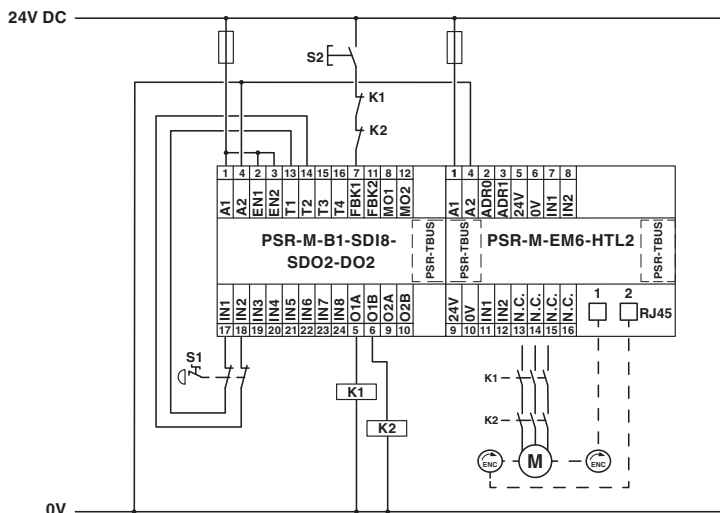 24V DC
S2
K1
K2
1 4 2 3 13 14 15 16 7 11 8 12
A1 A2 EN1 EN2 T1 T2 T3 T4 FBK1 FBK2 MO1 MO2
1 4 2 3 5 6 7 8
A1 A2 ADR0 ADR1 24V 0V IN1 IN2
PSR-M-B1-SDI8-
SDO2-DO2
PSR-TBUS
PSR-TBUS
PSR-M-EM6-HTL2
PSR-TBUS
IN1 IN2 IN3 IN4 IN5 IN6 IN7 IN8 O1A O1B O2A O2B
17 18 19 20 21 22 23 24 5 6 9 10
24V 0V IN1 IN2 N.C. N.C. N.C. N.C.
9 10 11 12 13 14 15 16
1 2
RJ45
S1
K1
K2
K1
K2
ENC
M
ENC
0V